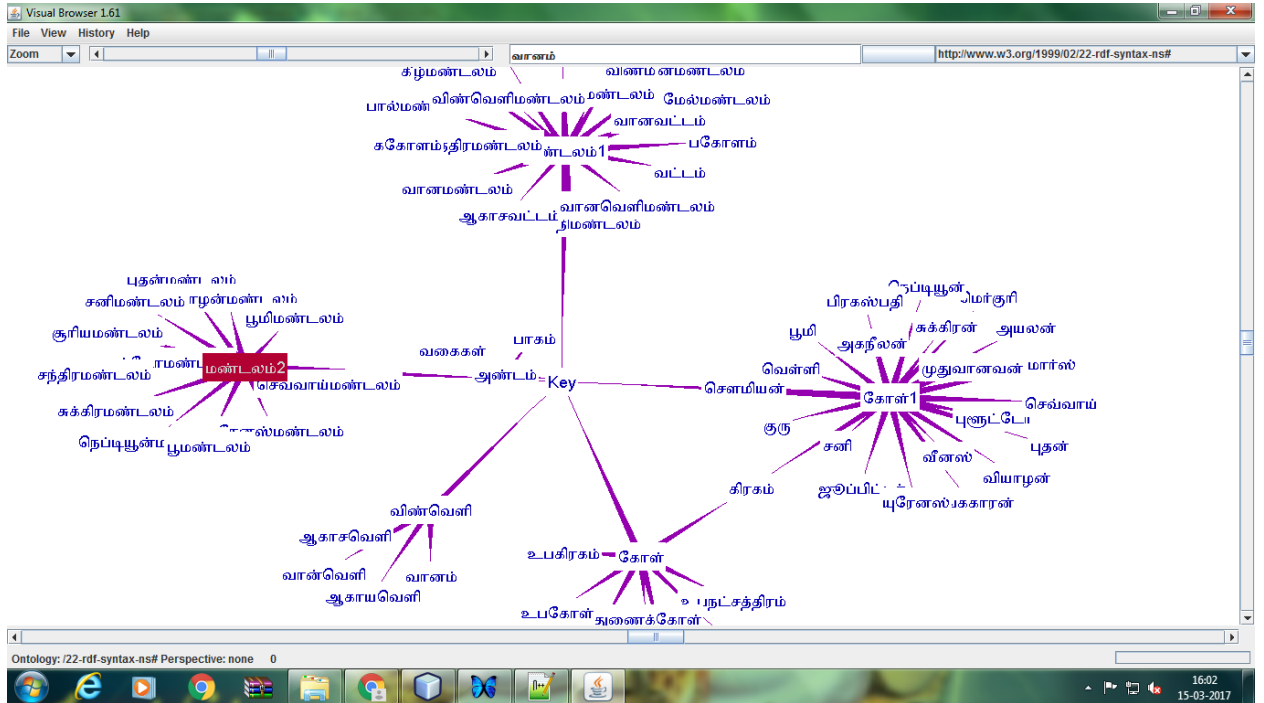 Visual Browser 1.61
File View History Help
Zoom
வானம்
http://www.w3.org/1999/02/22-rdf-syntax-ns#
கீழ்மண்டலம்
பால்மண்
விண்வெளிமண்டலம்
மண்டலம்
மேல்மண்டலம்
வானவட்டம்
பகோளம்
வட்டம்
ககோளம்
வானமண்டலம்
ஆகாசவட்டம்
வானவெளிமண்டலம்
புதன்மண்டலம்
சனிமண்டலம்
பூமிமண்டலம்
சூரியமண்டலம்
மண்டலம்2
சந்திரமண்டலம்
செவ்வாய்மண்டலம்
சுக்கிரமண்டலம்
நெப்டியூன்ம
பூமண்டலம்
வகைகள்
பாகம்
அண்டம்
Key
பிரகஸ்பதி
பூமி
சுக்கிரன்
அயலன்
அகநீலன்
வெள்ளி
முதுவானவன்
மார்ஸ்
சௌமியன்
கோள்1
செவ்வாய்
புளூட்டோ
குரு
சனி
வீனஸ்
புதன்
வியாழன்
கிரகம்
ஜூப்பிட்
யுரேனஸ்
விண்வெளி
ஆகாசவெளி
வான்வெளி
வானம்
ஆகாயவெளி
உபகிரகம்
கோள்
உபகோள்
துணைக்கோள்
Ontology: /22-rdf-syntax-ns# Perspective: none 0
16:02
15-03-2017